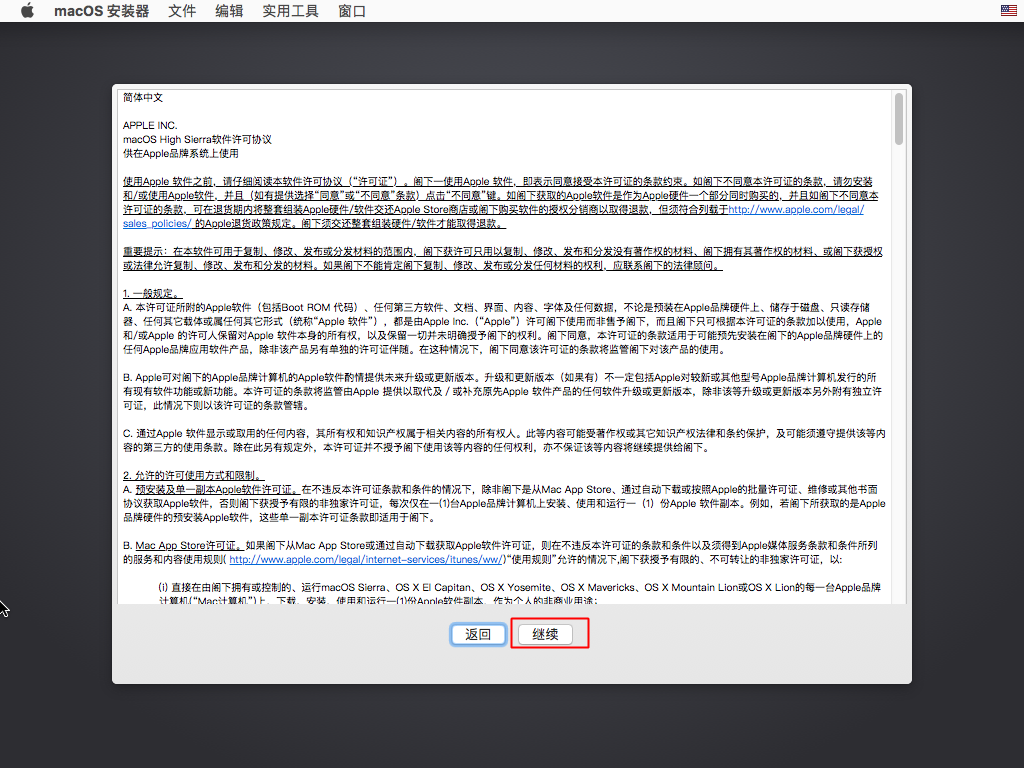 macOS 安装器 文件 编辑 实用工具 窗口
简体中文
APPLE INC.
macOS High Sierra软件许可协议
供在Apple品牌系统上使用
使用Apple 软件之前，请仔细阅读本软件许可协议（“许可证”）。阁下一使用Apple 软件，即表示同意接受本许可证的条款约束。如阁下不同意本许可证的条款，请勿安装
和/或使用Apple软件，并且（如有提供选择“同意”或“不同意”条款）点击“不同意”键。如阁下获取的Apple软件是作为Apple硬件一个部分同时购买的，并且如阁下不同意本
许可证的条款，可在退货期内将整套组装Apple硬件/软件交还Apple Store商店或阁下购买软件的授权分销商以取得退款，但须符合列载于http://www.apple.com/legal/
sales_policies/ 的Apple退货政策规定。阁下须交还整套组装硬件/软件才能取得退款。
重要提示：在本软件可用于复制、修改、发布或分发材料的范围内，阁下获许可只用以复制、修改、发布和分发没有著作权的材料、阁下拥有其著作权的材料、或阁下获授权
或法律允许复制、修改、发布和分发的材料。如果阁下不能肯定阁下复制、修改、发布或分发任何材料的权利，应联系阁下的法律顾问。
1. 一般规定。
A. 本许可证所附的Apple软件（包括Boot ROM 代码）、任何第三方软件、文档、界面、内容、字体及任何数据，不论是预装在Apple品牌硬件上、储存于磁盘、只读存储
器、任何其它载体或属任何其它形式（统称“Apple 软件”），都是由Apple Inc.（“Apple”）许可阁下使用而非售予阁下，而且阁下只可根据本许可证的条款加以使用，Apple
和/或Apple 的许可人保留对Apple 软件本身的所有权，以及保留一切并未明确授予阁下的权利。阁下同意，本许可证的条款适用于可能预先安装在阁下的Apple品牌硬件上的
任何Apple品牌应用软件产品，除非该产品另有单独的许可证伴随。在这种情况下，阁下同意该许可证的条款将监管阁下对该产品的使用。
B. Apple可对阁下的Apple品牌计算机的Apple软件酌情提供未来升级或更新版本。升级和更新版本（如果有）不一定包括Apple对较新或其他型号Apple品牌计算机发行的所
有现有软件功能或新功能。本许可证的条款将监管由Apple 提供以取代及 / 或补充原先Apple 软件产品的任何软件升级或更新版本，除非该等升级或更新版本另外附有独立许
可证，此情况下则以该许可证的条款管辖。
C. 通过Apple 软件显示或取用的任何内容，其所有权和知识产权属于相关内容的所有权人。此等内容可能受著作权或其它知识产权法律和条约保护，及可能须遵守提供该等内
容的第三方的使用条款。除在此另有规定外，本许可证并不授予阁下使用该等内容的任何权利，亦不保证该等内容将继续提供给阁下。
2. 允许的许可使用方式和限制。
A. 预安装及单一副本Apple软件许可证。在不违反本许可证条款和条件的情况下，除非阁下是从Mac App Store、通过自动下载或按照Apple的批量许可证、维修或其他书面
协议获取Apple软件，否则阁下获授予有限的非独家许可证，每次仅在一(1)台Apple品牌计算机上安装、使用和运行一（1）份Apple 软件副本。例如，若阁下所获取的是Apple
品牌硬件的预安装Apple软件，这些单一副本许可证条款即适用于阁下。
B. Mac App Store许可证。如果阁下从Mac App Store或通过自动下载获取Apple软件许可证，则在不违反本许可证的条款和条件以及须得到Apple媒体服务条款和条件所列
的服务和内容使用规则( http://www.apple.com/legal/internet-services/itunes/ww/)“使用规则”允许的情况下,阁下获授予有限的、不可转让的非独家许可证，以:
(i) 直接在由阁下拥有或控制的、运行macOS Sierra、OS X El Capitan、OS X Yosemite、OS X Mavericks、OS X Mountain Lion或OS X Lion的每一台Apple品牌
计算机(“Mac计算机”)上，下载、安装、使用和运行一(1)份Apple软件副本，作为个人的非商业用途；
返回 继续